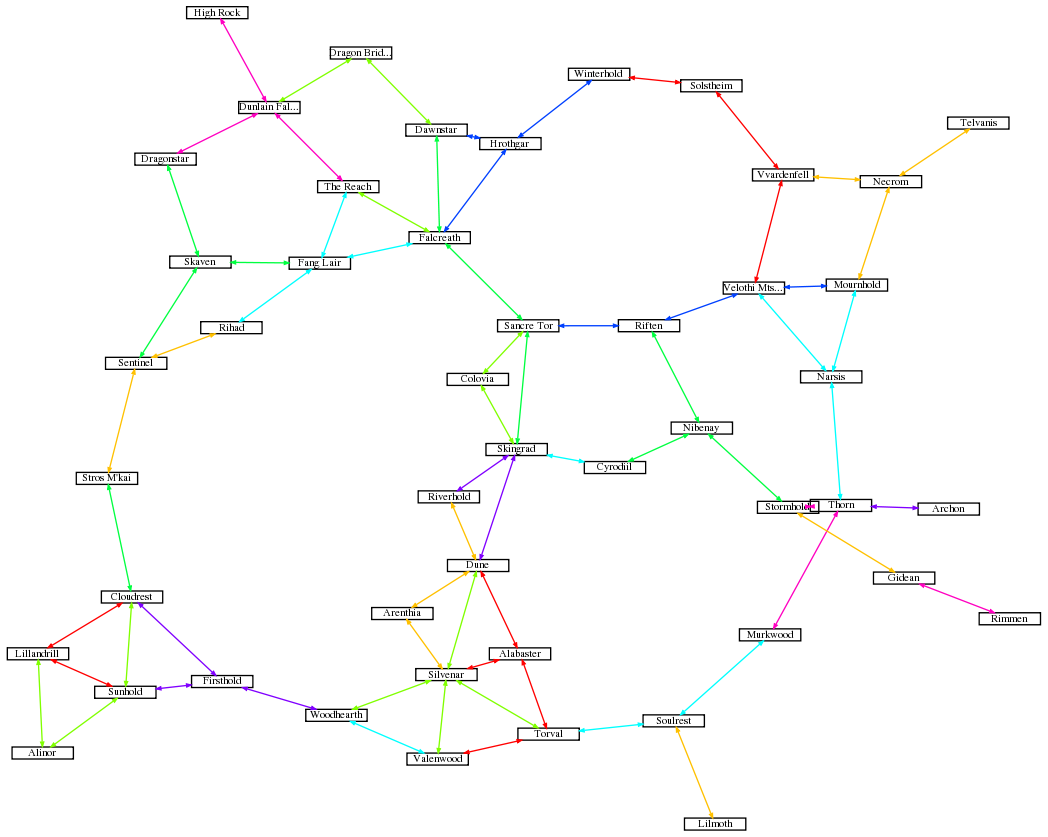 High Rock
Dragon Brid...
Winterhold
Solstheim
Dunlain Fal...
Telvanis
Dawnstar
Hrothgar
Dragonstar
Vvardenfell
Necrom
The Reach
Falcreath
Skaven
Fang Lair
Velothi Mts...
Mournhold
Rihad
Sancre Tor
Riften
Sentinel
Colovia
Narsis
Nibenay
Skingrad
Cyrodiil
Stros M'kai
Riverhold
Stormhold
Thorn
Archon
Dune
Gidean
Cloudrest
Arenthia
Rimmen
Murkwood
Lillandrill
Alabaster
Silvenar
Firsthold
Sunhold
Woodhearth
Soulrest
Torval
Alinor
Valenwood
Lilmoth